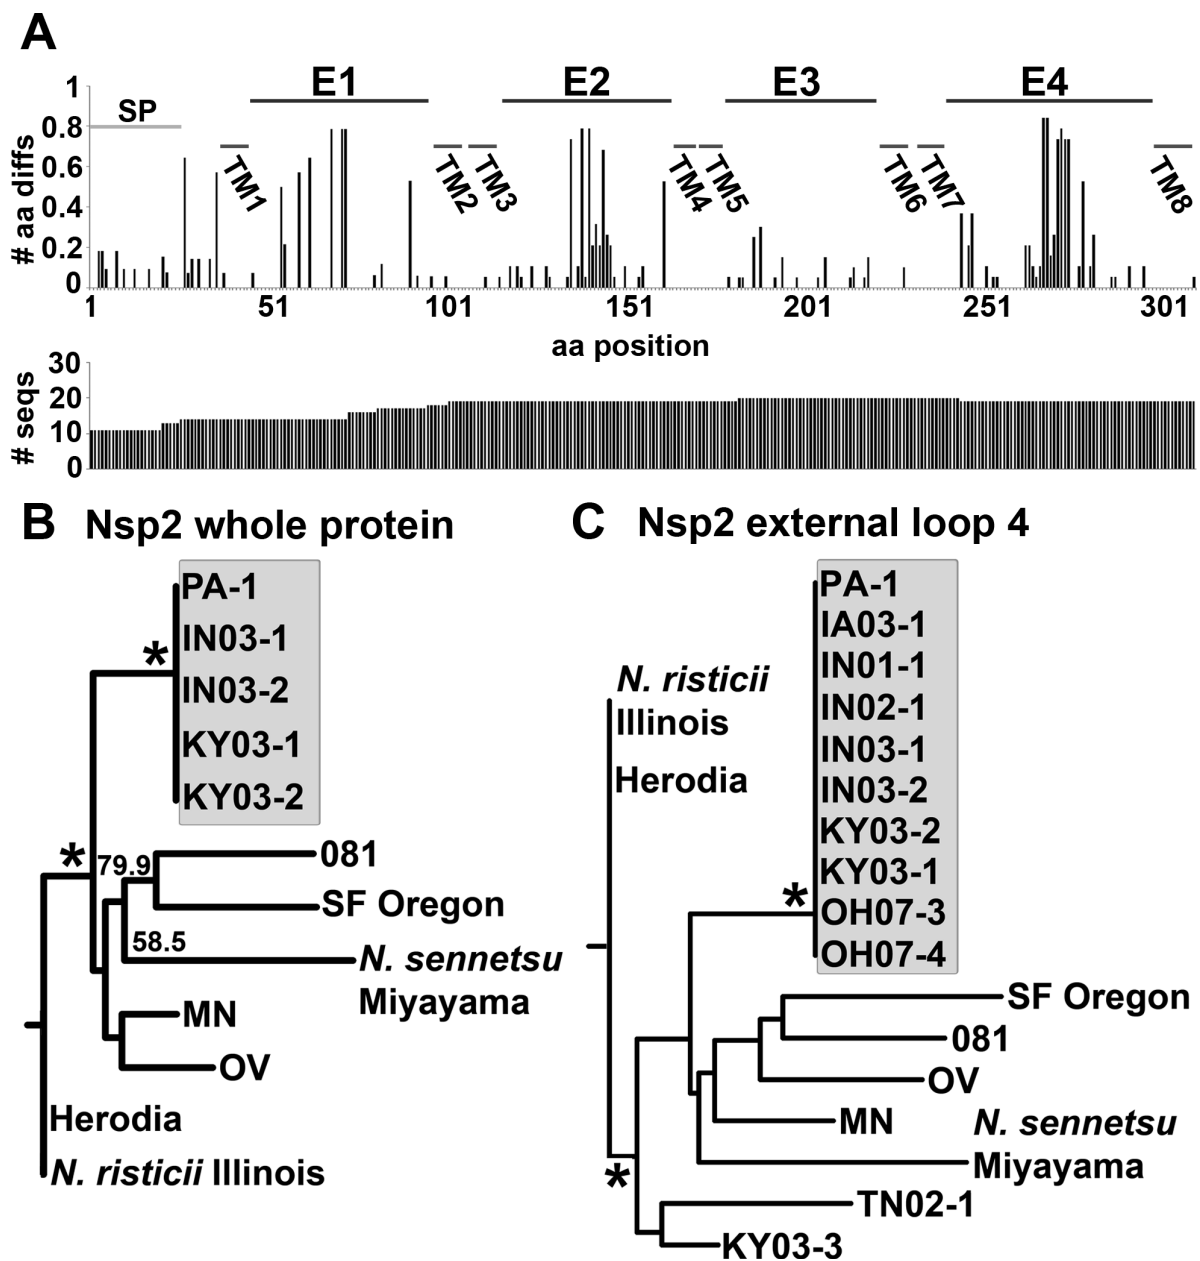 A
E1 E2 E3 E4
SP
TM1 TM2 TM3 TM4 TM5 TM6 TM7 TM8
# aa diffs
1
0.8
0.6
0.4
0.2
0
1 51 101 151 201 251 301
aa position
# seqs
30
20
10
0
B Nsp2 whole protein
PA-1
IN03-1
IN03-2
KY03-1
KY03-2
*
*
79.9
081
SF Oregon
58.5
N. sennetsu
Miyayama
MN
OV
Herodia
N. risticii Illinois
C Nsp2 external loop 4
PA-1
IA03-1
IN01-1
IN02-1
IN03-1
IN03-2
KY03-2
KY03-1
OH07-3
OH07-4
N. risticii
Illinois
Herodia
*
SF Oregon
081
OV
MN
N. sennetsu
Miyayama
*
TN02-1
KY03-3